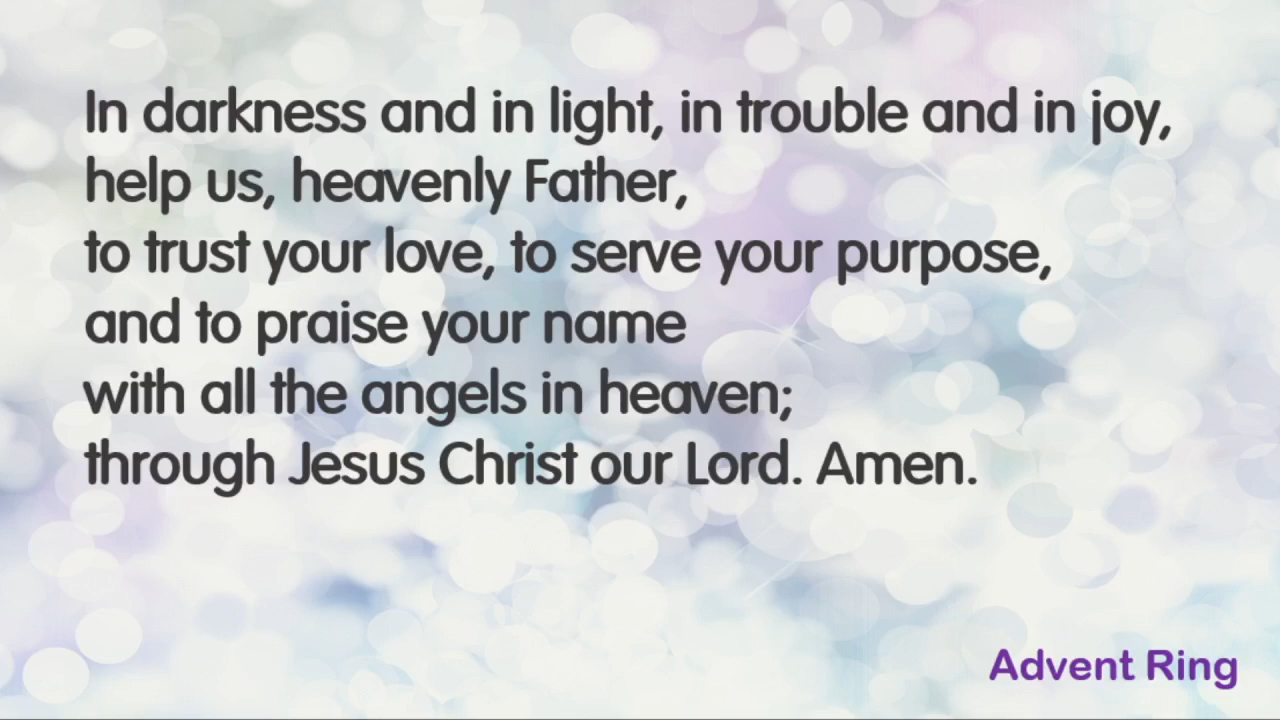 In darkness and in light, in trouble and in joy,
help us, heavenly Father,
to trust your love, to serve your purpose,
and to praise your name
with all the angels in heaven;
through Jesus Christ our Lord. Amen.
Advent Ring